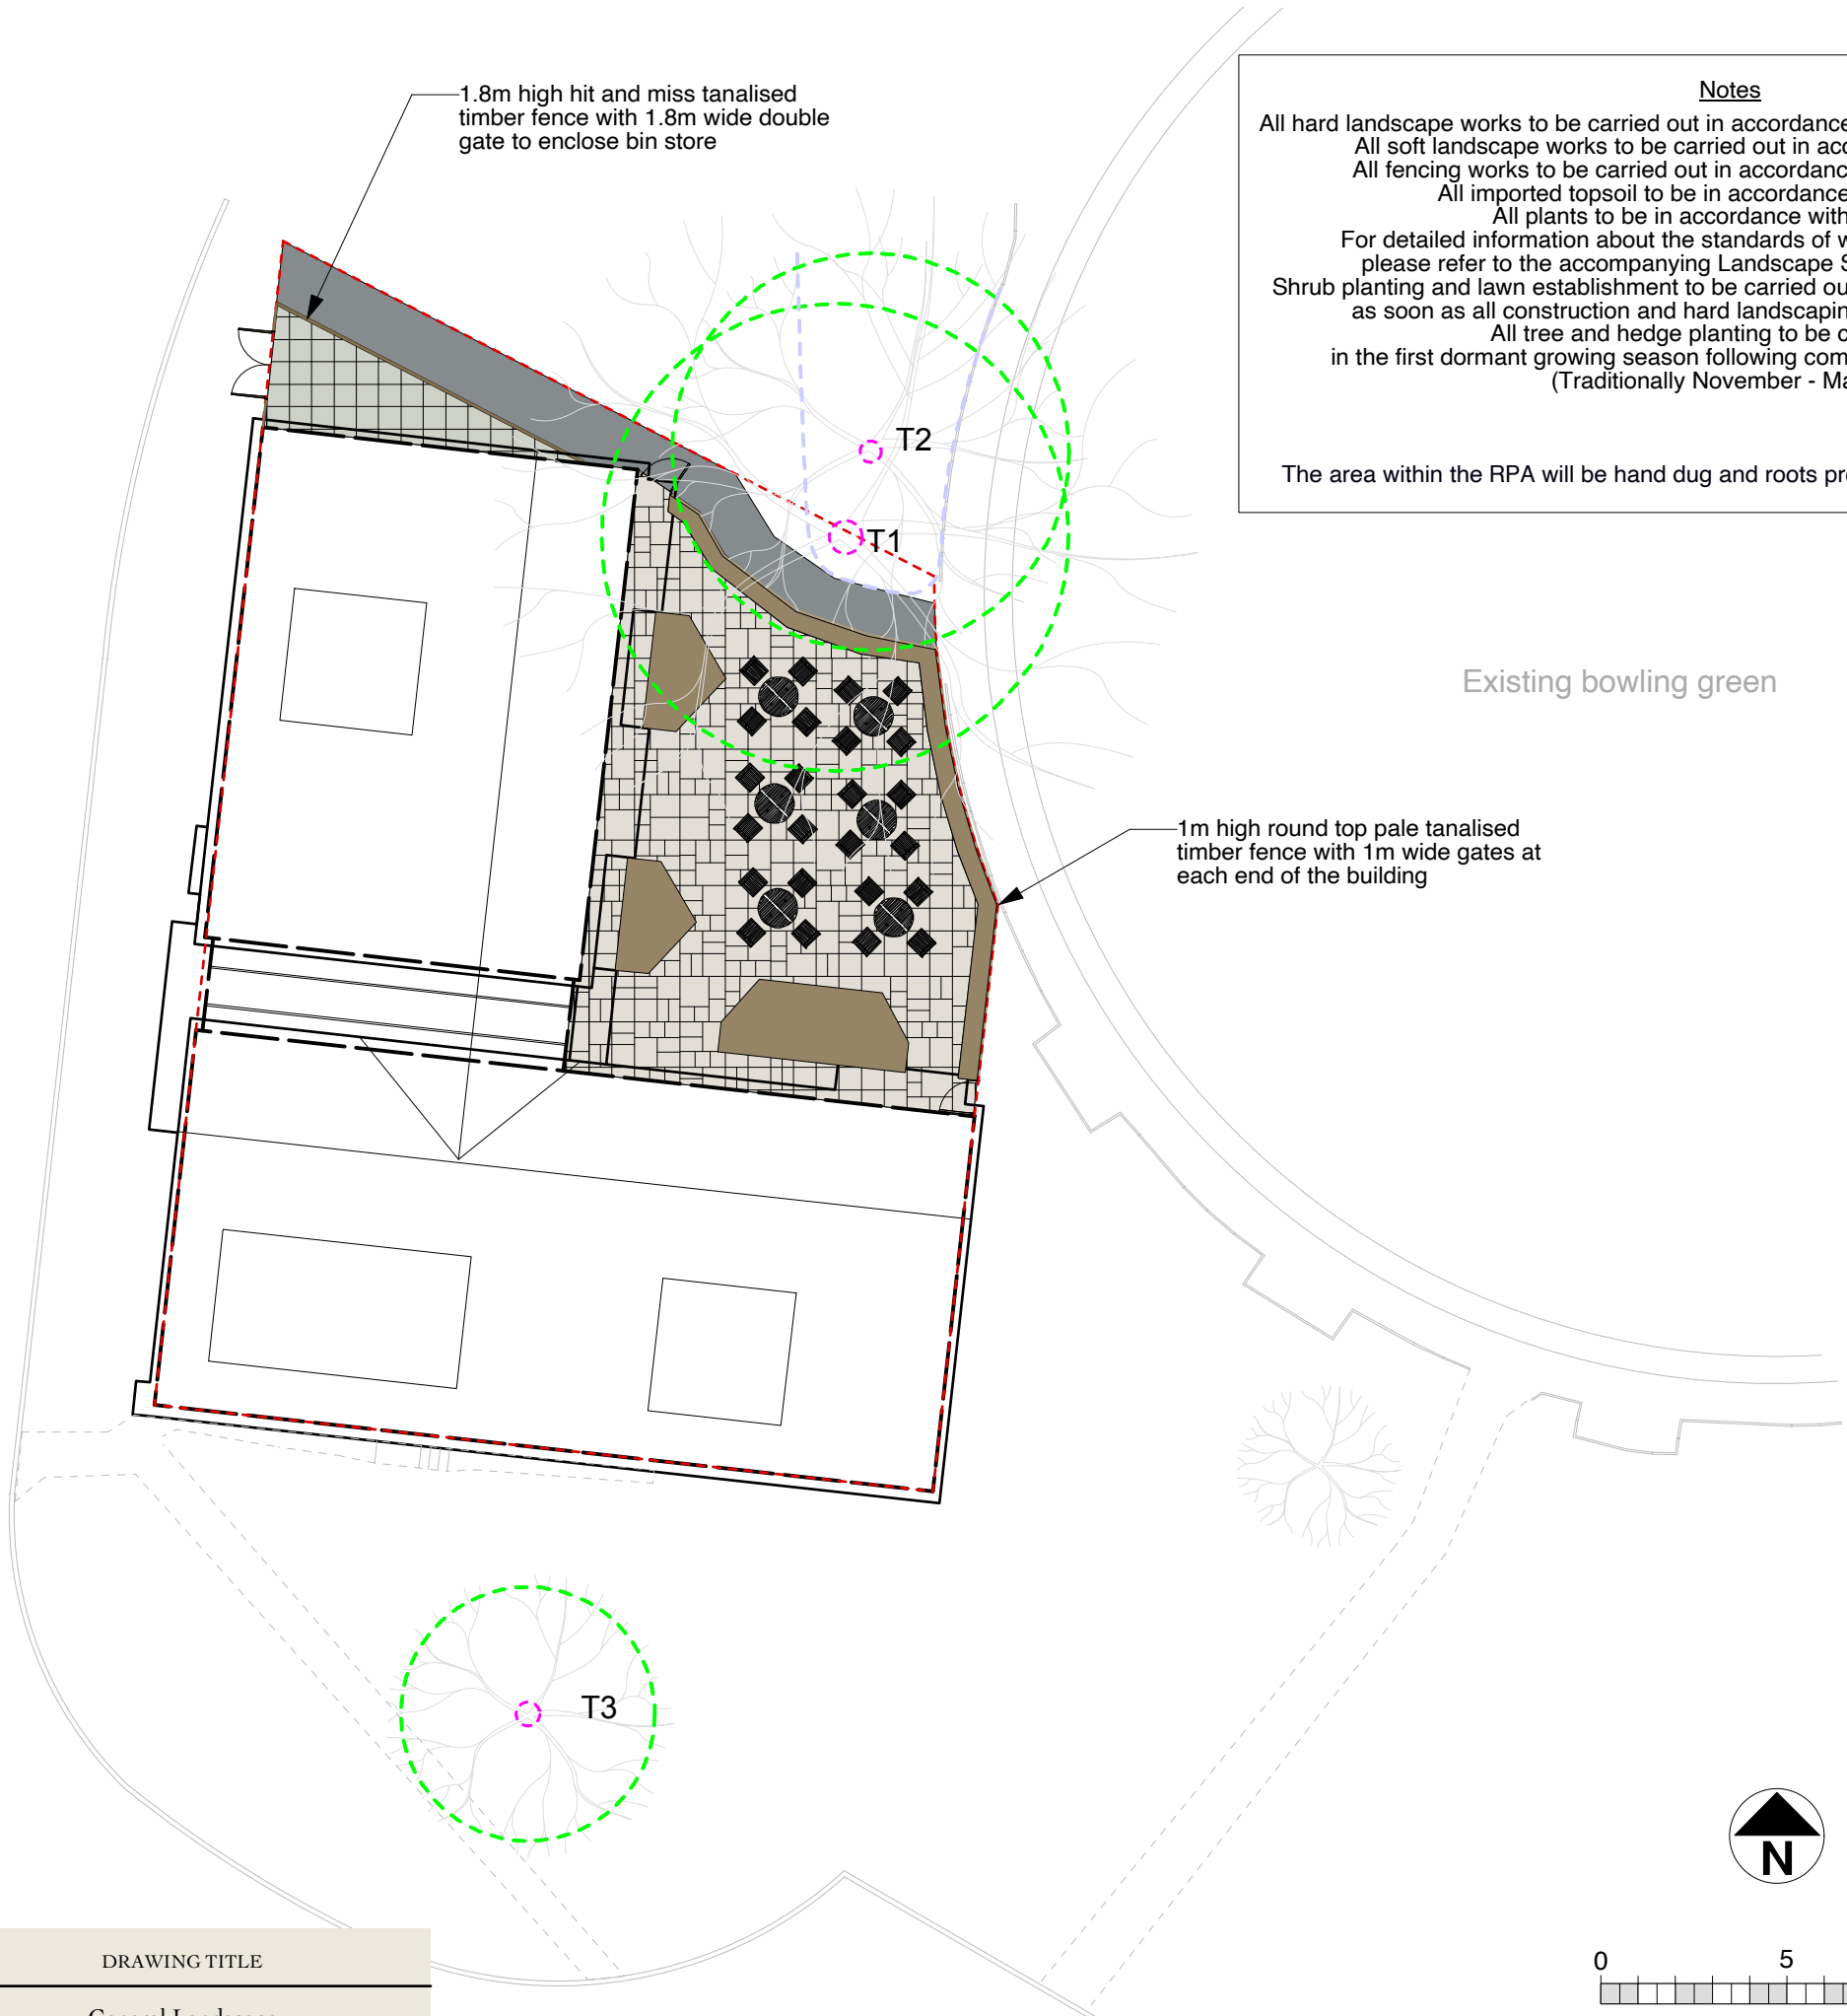 1.8m high hit and miss tanalised
timber fence with 1.8m wide double
gate to enclose bin store
Notes
All hard landscape works to be carried out in accordance
All soft landscape works to be carried out in acc
All fencing works to be carried out in accordanc
All imported topsoil to be in accordance
All plants to be in accordance with
For detailed information about the standards of w
please refer to the accompanying Landscape S
Shrub planting and lawn establishment to be carried ou
as soon as all construction and hard landscapin
All tree and hedge planting to be c
in the first dormant growing season following com
(Traditionally November - Ma
The area within the RPA will be hand dug and roots pr
T2
T1
Existing bowling green
1m high round top pale tanalised
timber fence with 1m wide gates at
each end of the building
T3
N
0 5
DRAWING TITLE
General Landscape